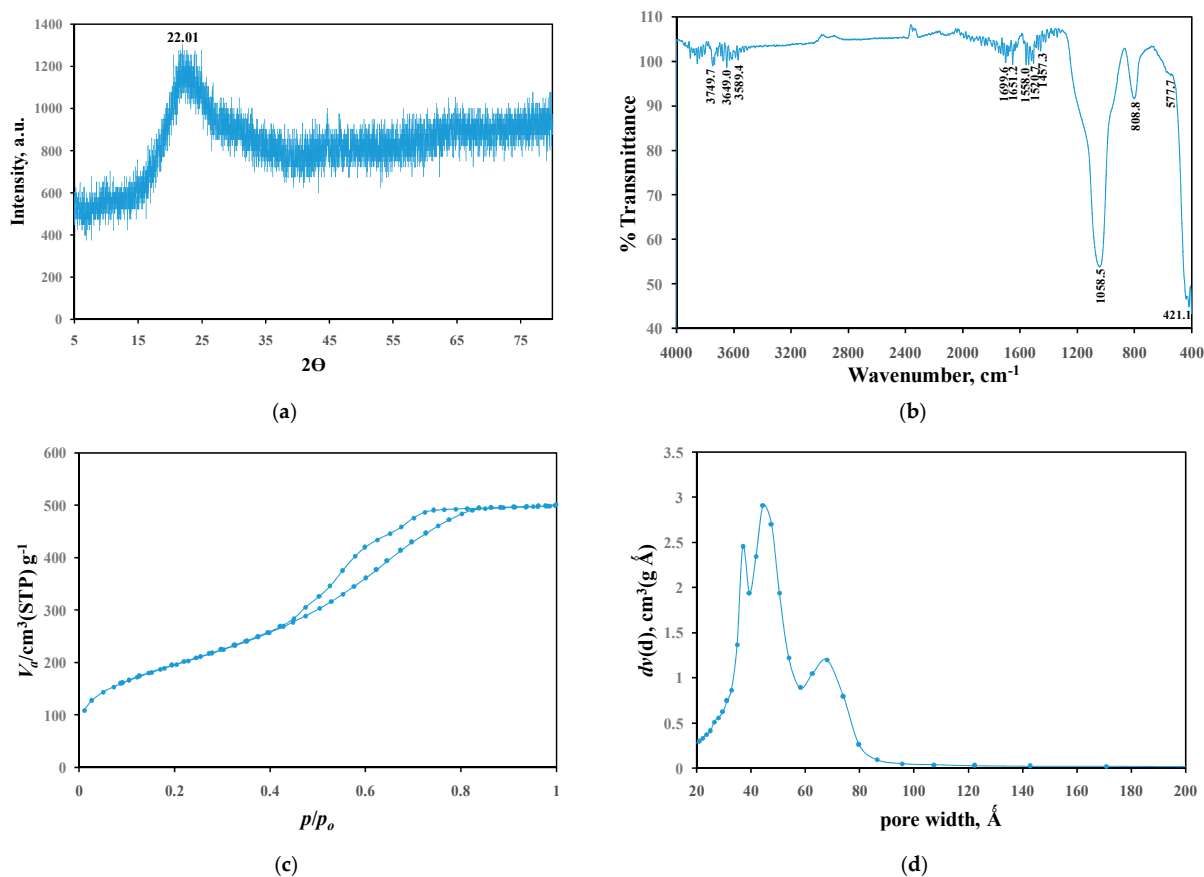 1400
1200
1000
800
600
400
200
0
Intensity, a.u.
22.01
5 15 25 35 45 55 65 75
2Ɵ
(a)
110
100
90
80
70
60
50
40
% Transmittance
3749.7
3649.0
3589.4
1699.6
1651.2
1558.0
1520.7
1457.3
1058.5
808.8
577.7
421.1
4000 3600 3200 2800 2400 2000 1600 1200 800 400
Wavenumber, cm-1
(b)
600
500
400
300
200
100
0
Va/cm3(STP) g-1
0 0.2 0.4 0.6 0.8 1
p/po
(c)
3.5
3
2.5
2
1.5
1
0.5
0
dv(d), cm3(g Å)
20 40 60 80 100 120 140 160 180 200
pore width, Å
(d)